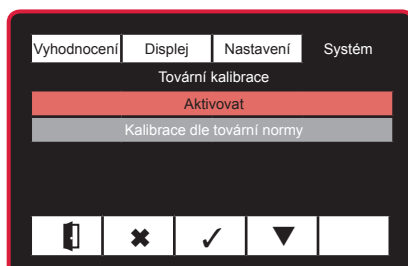 Vyhodnocení Displej Nastavení Systém
Tovární kalibrace
Aktivovat
Kalibrace dle tovární normy